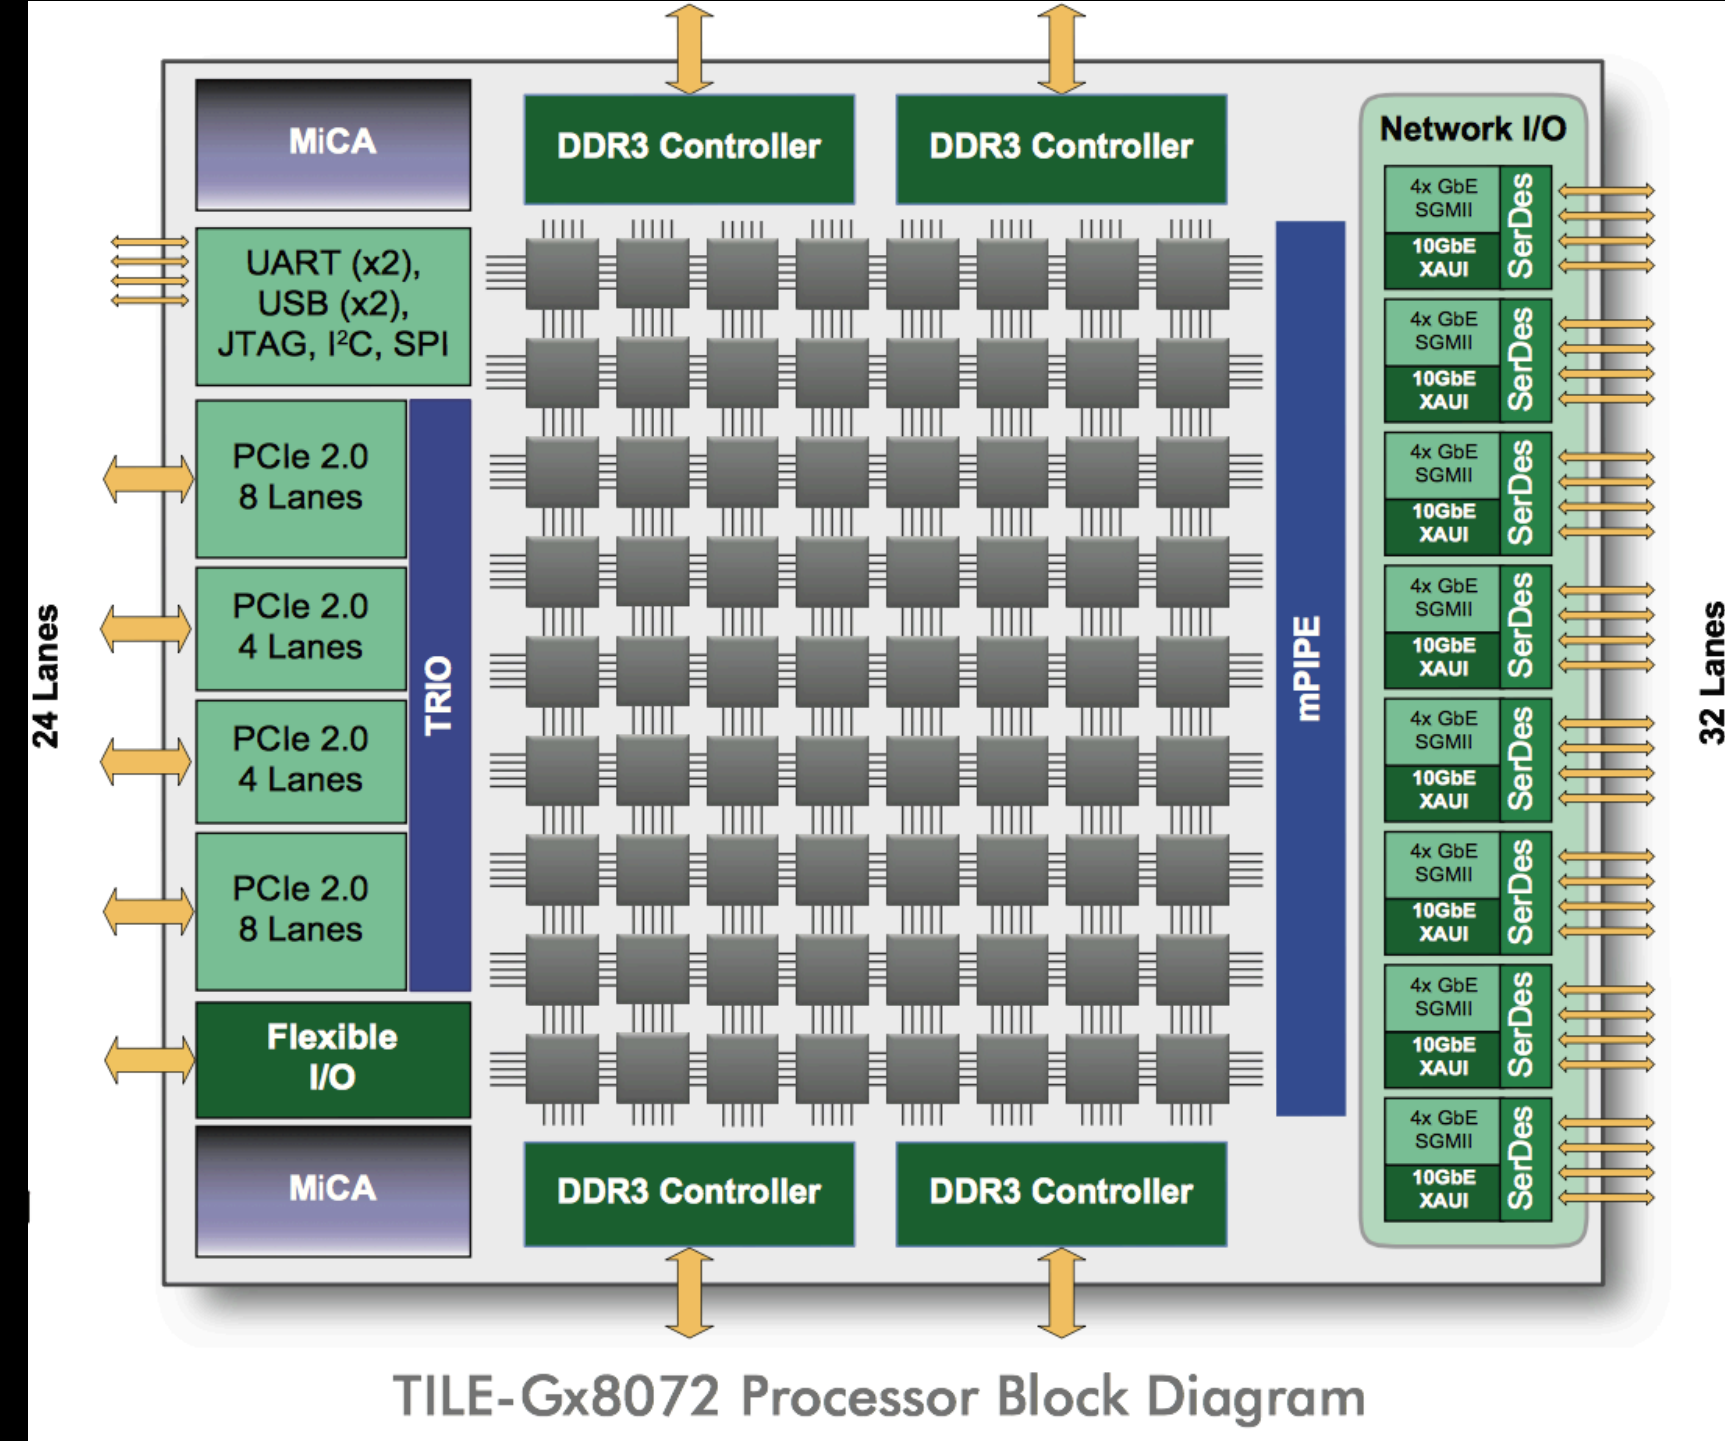 MiCA
DDR3 Controller
DDR3 Controller
Network I/O
UART (x2),
USB (x2),
JTAG, I²C, SPI
PCIe 2.0
8 Lanes
PCIe 2.0
4 Lanes
PCIe 2.0
4 Lanes
PCIe 2.0
8 Lanes
TRIO
24 Lanes
Flexible
I/O
MiCA
DDR3 Controller
DDR3 Controller
mPIPE
4x GbE
SGMII
10GbE
XAUI
SerDes
4x GbE
SGMII
10GbE
XAUI
SerDes
4x GbE
SGMII
10GbE
XAUI
SerDes
4x GbE
SGMII
10GbE
XAUI
SerDes
4x GbE
SGMII
10GbE
XAUI
SerDes
4x GbE
SGMII
10GbE
XAUI
SerDes
4x GbE
SGMII
10GbE
XAUI
SerDes
4x GbE
SGMII
10GbE
XAUI
SerDes
32 Lanes
TILE-Gx8072 Processor Block Diagram